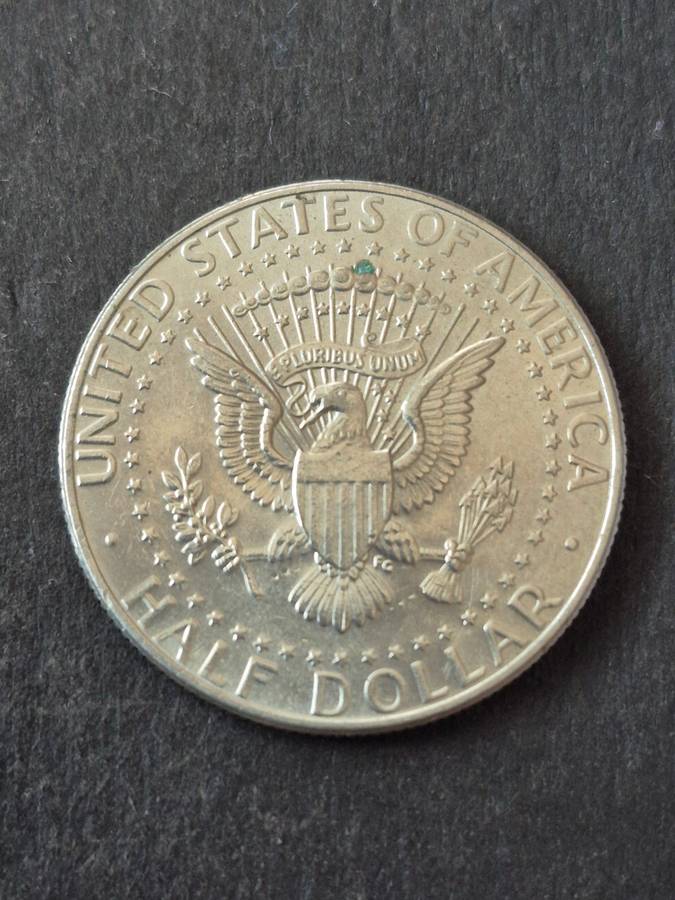 UNITED STATES OF AMERICA
E PLURIBUS UNUM
FG
HALF DOLLAR